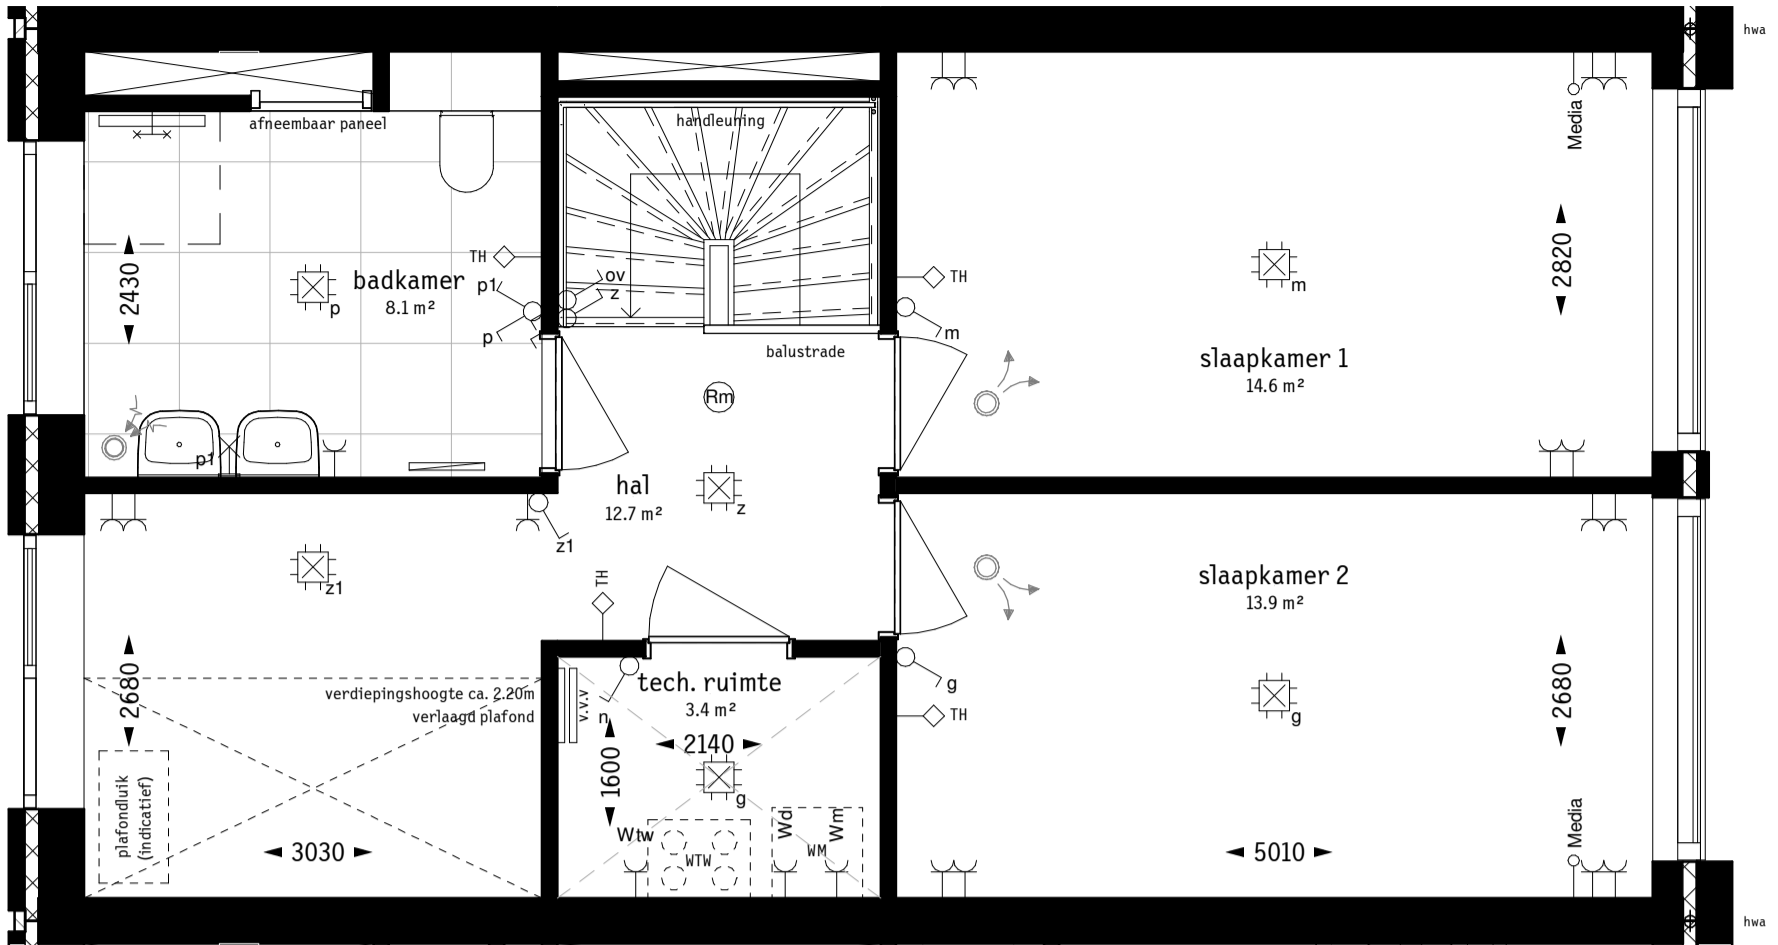 hwa
afneembaar paneel
handleuning
Media
TH
badkamer
8.1 m²
2430
p
p1
p
ov
z
TH
m
m
2820
balustrade
slaapkamer 1
14.6 m²
Rm
p1
hal
12.7 m²
z
z1
z1
TH
slaapkamer 2
13.9 m²
2680
verdiepingshoogte ca. 2.20m
verlaagd plafond
v.v.v
n
tech. ruimte
3.4 m²
2140
1600
g
g
TH
g
2680
plafondluik
(indicatief)
3030
Wtw
WTW
Wd
WM
Wm
5010
Media
hwa